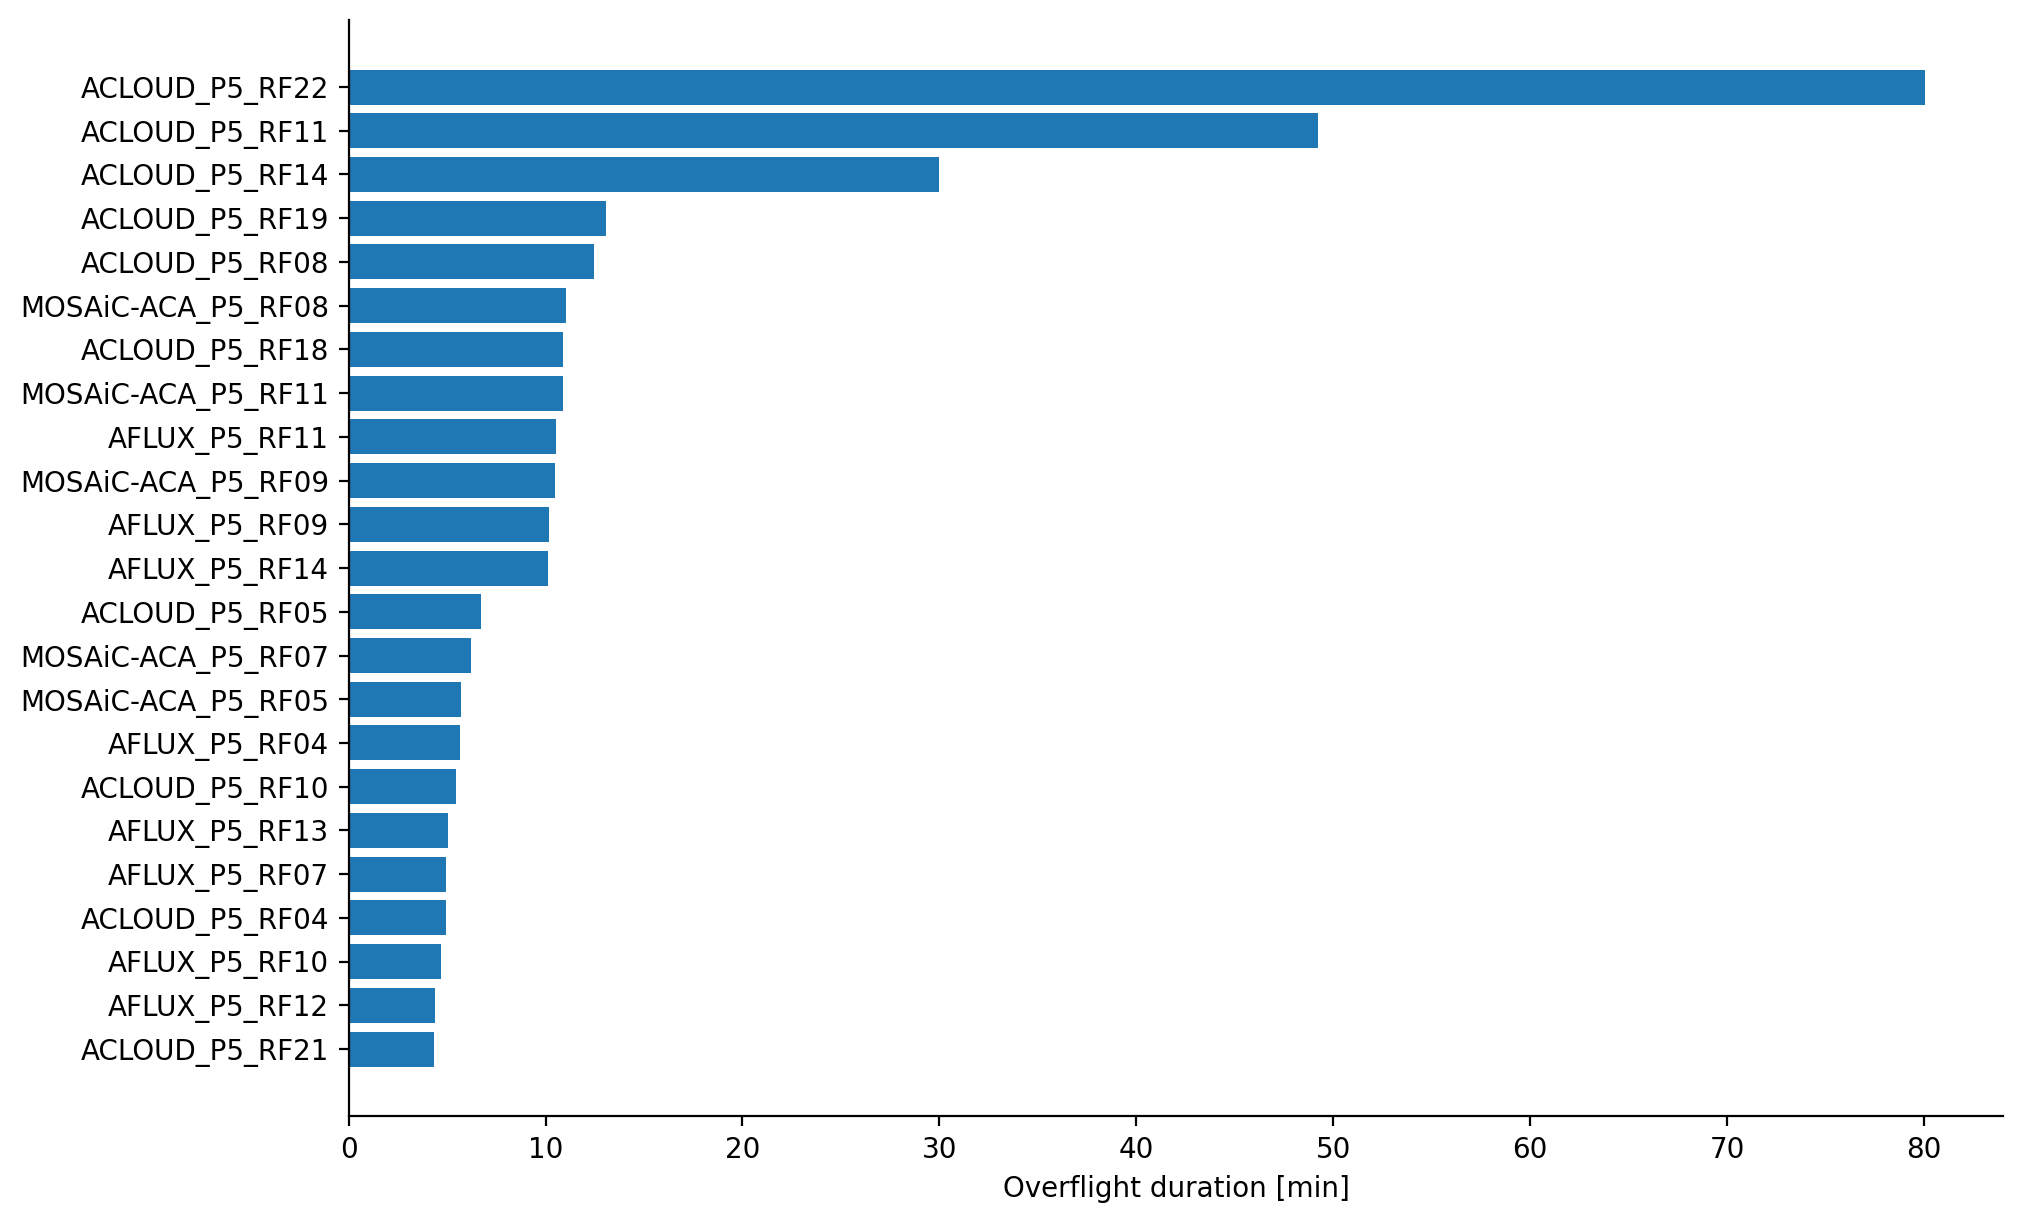 ACLOUD_P5_RF22
ACLOUD_P5_RF11
ACLOUD_P5_RF14
ACLOUD_P5_RF19
ACLOUD_P5_RF08
MOSAiC-ACA_P5_RF08
ACLOUD_P5_RF18
MOSAiC-ACA_P5_RF11
AFLUX_P5_RF11
MOSAiC-ACA_P5_RF09
AFLUX_P5_RF09
AFLUX_P5_RF14
ACLOUD_P5_RF05
MOSAiC-ACA_P5_RF07
MOSAiC-ACA_P5_RF05
AFLUX_P5_RF04
ACLOUD_P5_RF10
AFLUX_P5_RF13
AFLUX_P5_RF07
ACLOUD_P5_RF04
AFLUX_P5_RF10
AFLUX_P5_RF12
ACLOUD_P5_RF21
0 10 20 30 40 50 60 70 80
Overflight duration [min]